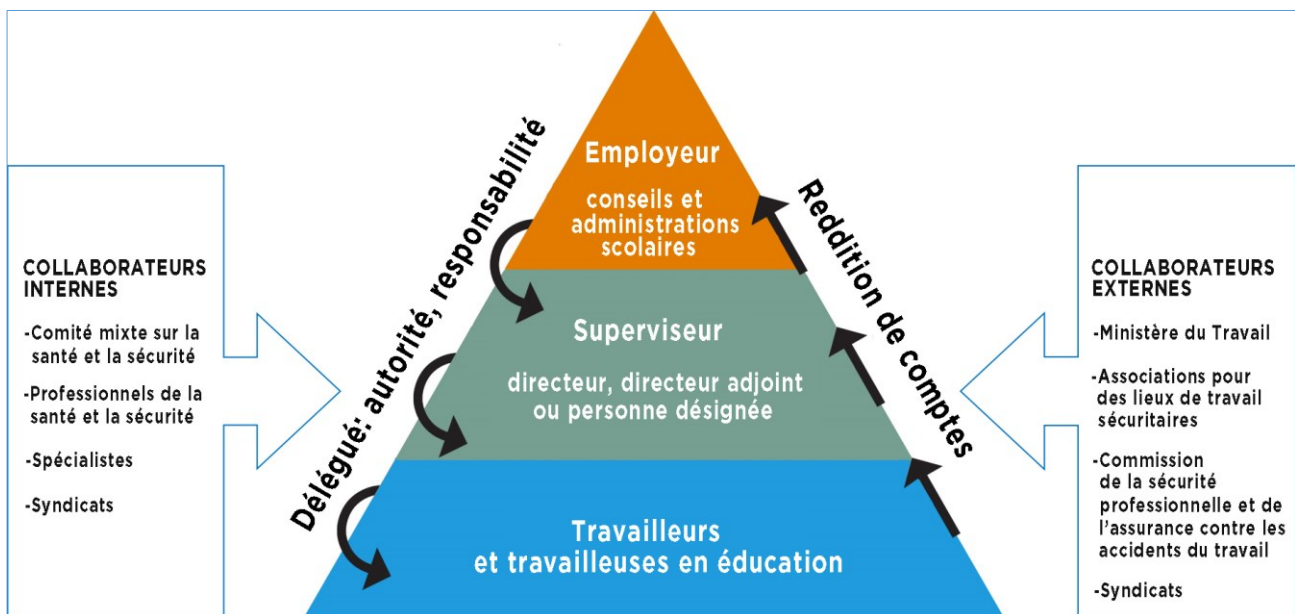 COLLABORATEURS
INTERNES
-Comité mixte sur la
santé et la sécurité
-Professionnels de la
santé et la sécurité
-Spécialistes
-Syndicats
Délégué: autorité, responsabilité
Employeur
conseils et
administrations
scolaires
Superviseur
directeur, directeur adjoint
ou personne désignée
Travailleurs
et travailleuses en éducation
Reddition de comptes
COLLABORATEURS
EXTERNES
-Ministère du Travail
-Associations pour
des lieux de travail
sécuritaires
-Commission
de la sécurité
professionnelle et de
l'assurance contre les
accidents du travail
-Syndicats